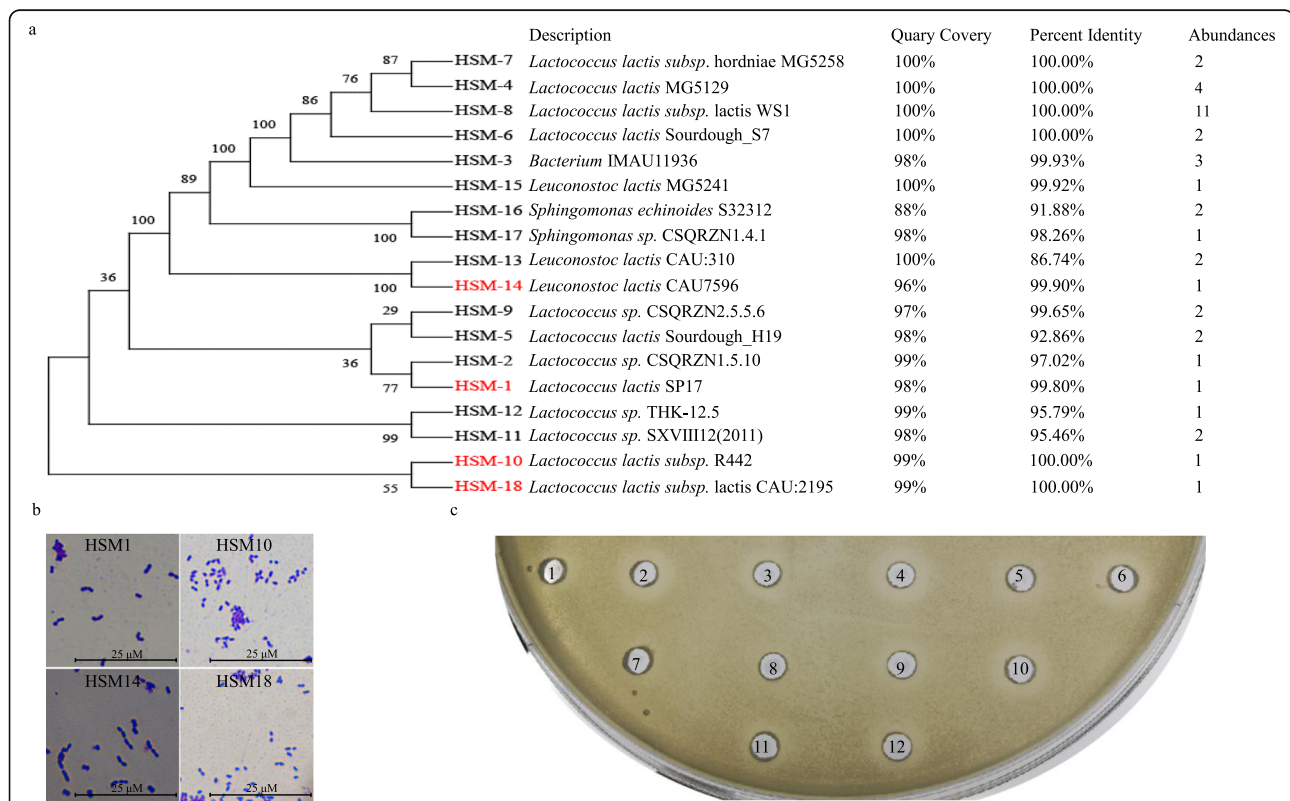 a
Description Quary Covery Percent Identity Abundances
87 HSM-7 Lactococcus lactis subsp. hordniae MG5258 100% 100.00% 2
76 HSM-4 Lactococcus lactis MG5129 100% 100.00% 4
86 HSM-8 Lactococcus lactis subsp. lactis WS1 100% 100.00% 11
100 HSM-6 Lactococcus lactis Sourdough_S7 100% 100.00% 2
100 HSM-3 Bacterium IMAU11936 98% 99.93% 3
89 HSM-15 Leuconostoc lactis MG5241 100% 99.92% 1
100 HSM-16 Sphingomonas echinoides S32312 88% 91.88% 2
100 HSM-17 Sphingomonas sp. CSQRZN1.4.1 98% 98.26% 1
HSM-13 Leuconostoc lactis CAU:310 100% 86.74% 2
36 100 HSM-14 Leuconostoc lactis CAU7596 96% 99.90% 1
29 HSM-9 Lactococcus sp. CSQRZN2.5.5.6 97% 99.65% 2
HSM-5 Lactococcus lactis Sourdough_H19 98% 92.86% 2
36 HSM-2 Lactococcus sp. CSQRZN1.5.10 99% 97.02% 1
77 HSM-1 Lactococcus lactis SP17 98% 99.80% 1
HSM-12 Lactococcus sp. THK-12.5 99% 95.79% 1
99 HSM-11 Lactococcus sp. SXVIII12(2011) 98% 95.46% 2
HSM-10 Lactococcus lactis subsp. R442 99% 100.00% 1
55 HSM-18 Lactococcus lactis subsp. lactis CAU:2195 99% 100.00% 1
b
HSM1 HSM10
25 μM 25 μM
HSM14 HSM18
25 μM 25 μM
c
1 2 3 4 5 6
7 8 9 10
11 12